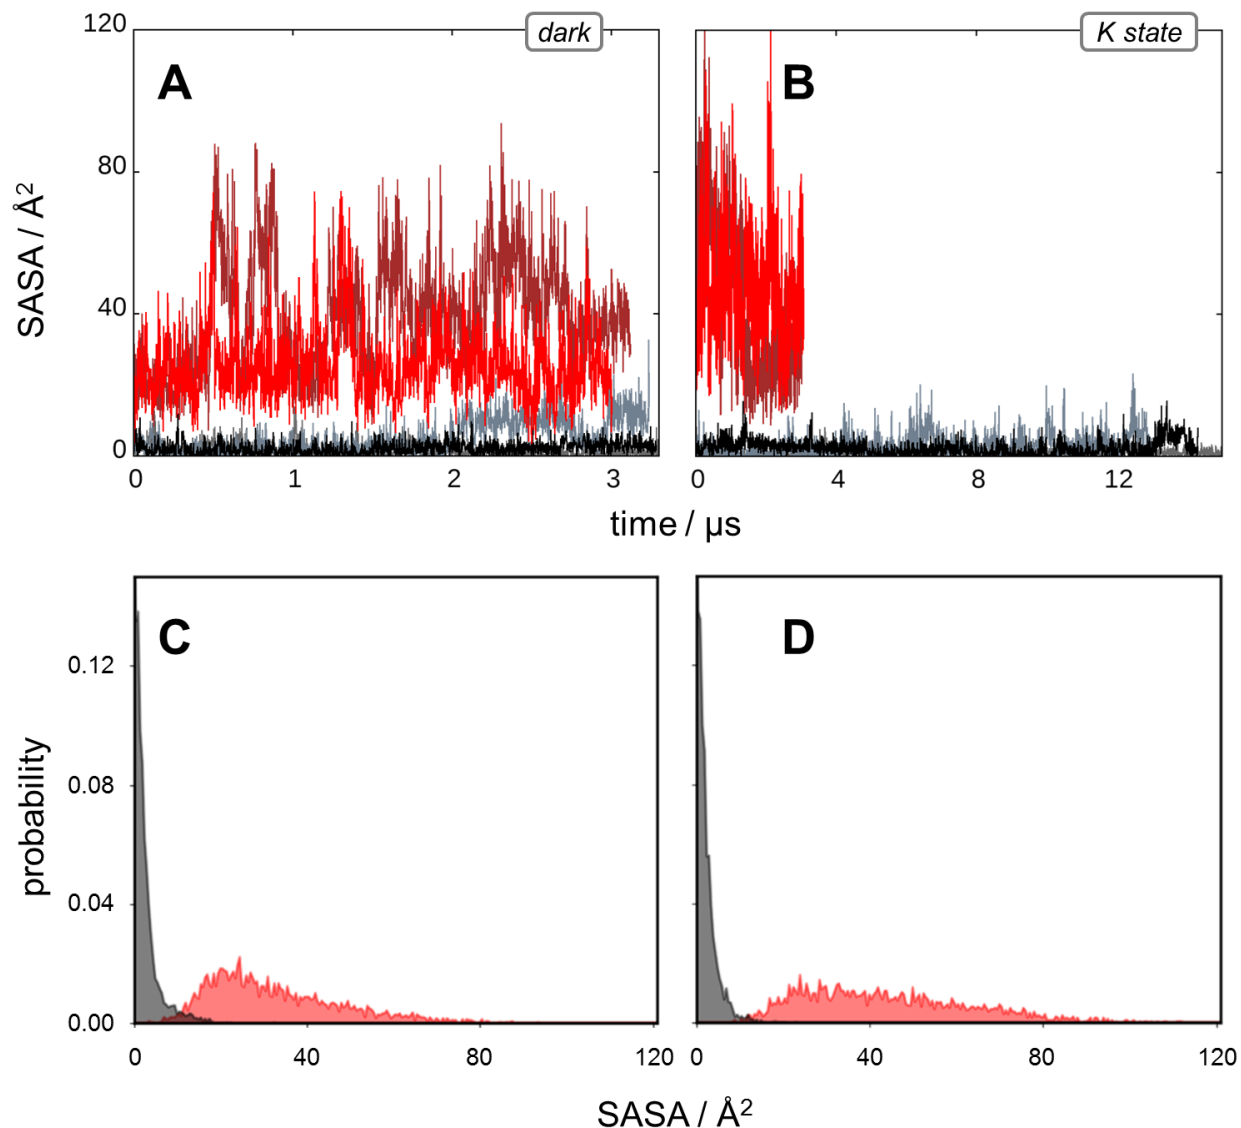 120 dark K state
A B
80
SASA / Å²
40
0
0 1 2 3 0 4 8 12
time / µs
C D
0.12
probability
0.08
0.04
0.00
0 40 80 120 0 40 80 120
SASA / Å²